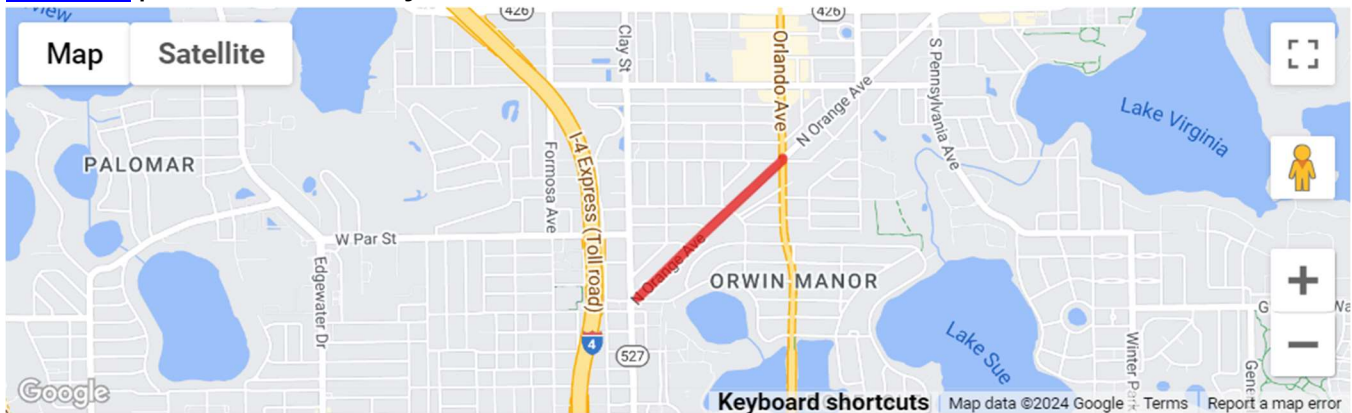 426
426
Map
Satellite
Clay St
Orlando Ave
N Orange Ave
S Pennsylvania Ave
Lake Virginia
PALOMAR
I-4 Express (Toll road)
Formosa Ave
W Par St
Edgewater Dr
N Orange Ave
ORWIN MANOR
Lake Sue
Winter Park
4
527
Google
Keyboard shortcuts
Map data ©2024 Google
Terms
Report a map error